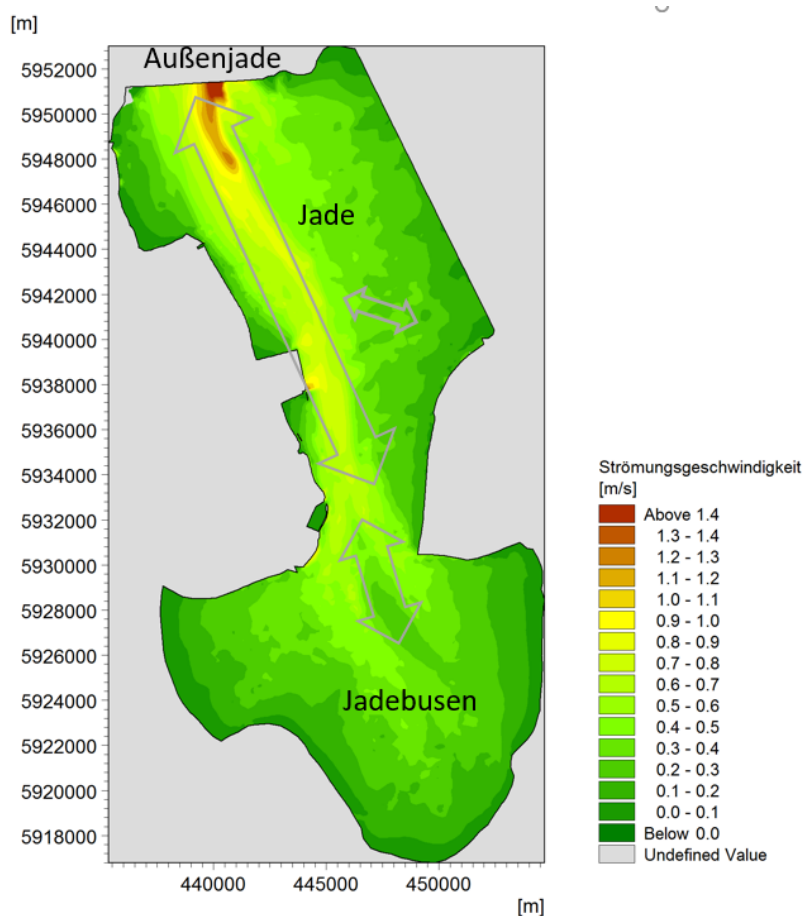 [m]
Außenjade
5952000
5950000
5948000
5946000
Jade
5944000
5942000
5940000
5938000
5936000
5934000
5932000
5930000
5928000
5926000
Jadebusen
5924000
5922000
5920000
5918000
440000 445000 450000
[m]
Strömungsgeschwindigkeit
[m/s]
Above 1.4
1.3 - 1.4
1.2 - 1.3
1.1 - 1.2
1.0 - 1.1
0.9 - 1.0
0.8 - 0.9
0.7 - 0.8
0.6 - 0.7
0.5 - 0.6
0.4 - 0.5
0.3 - 0.4
0.2 - 0.3
0.1 - 0.2
0.0 - 0.1
Below 0.0
Undefined Value